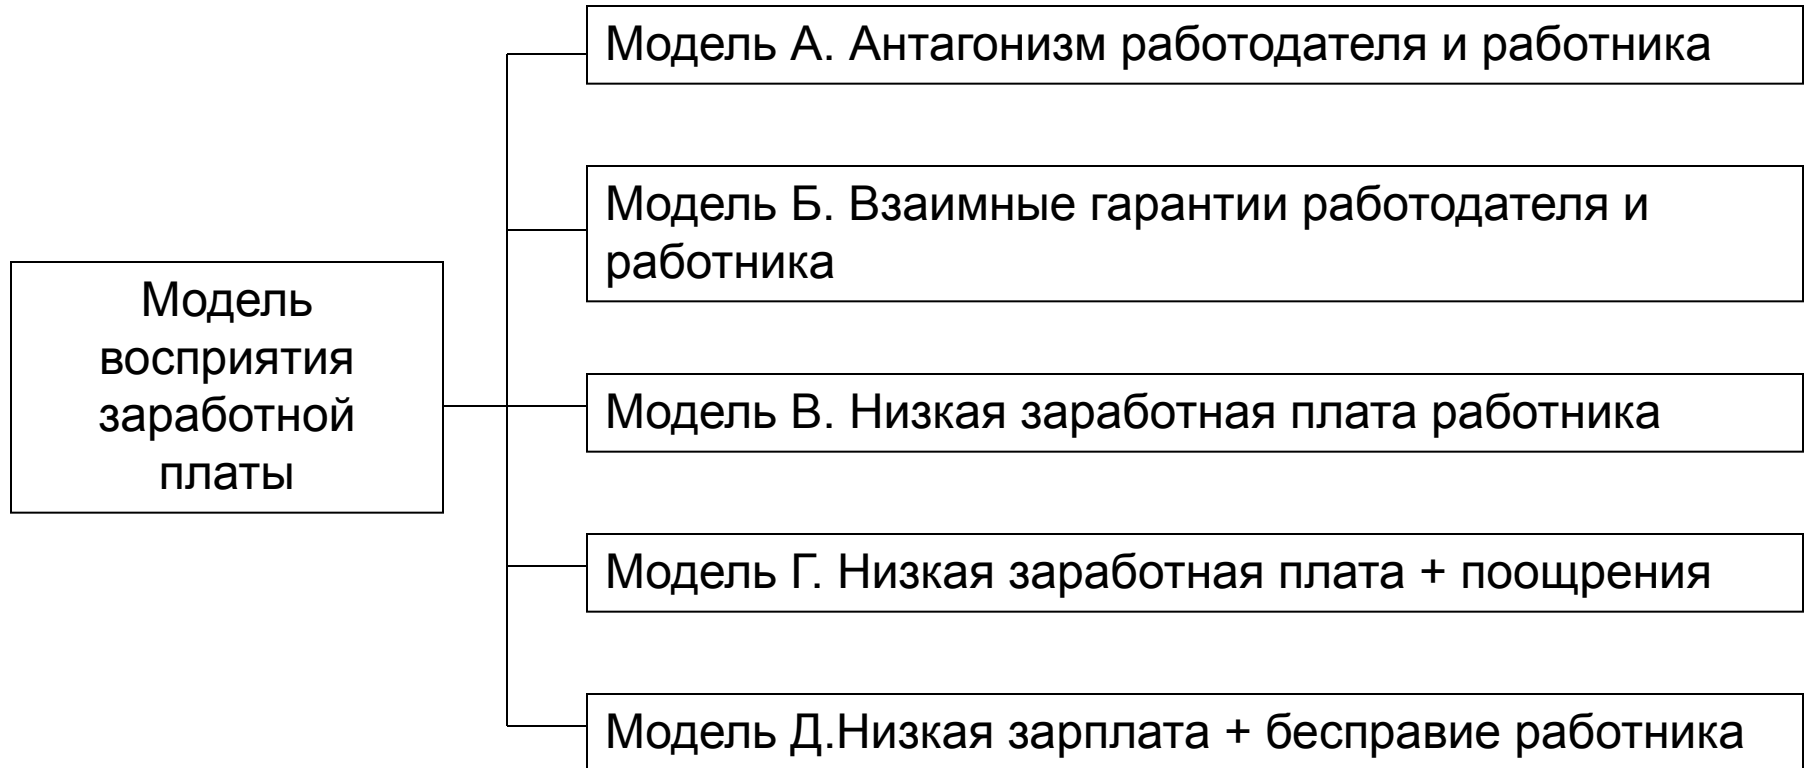 Модель А. Антагонизм работодателя и работника
Модель Б. Взаимные гарантии работодателя и
работника
Модель
восприятия
заработной
платы
Модель В. Низкая заработная плата работника
Модель Г. Низкая заработная плата + поощрения
Модель Д.Низкая зарплата + бесправие работника